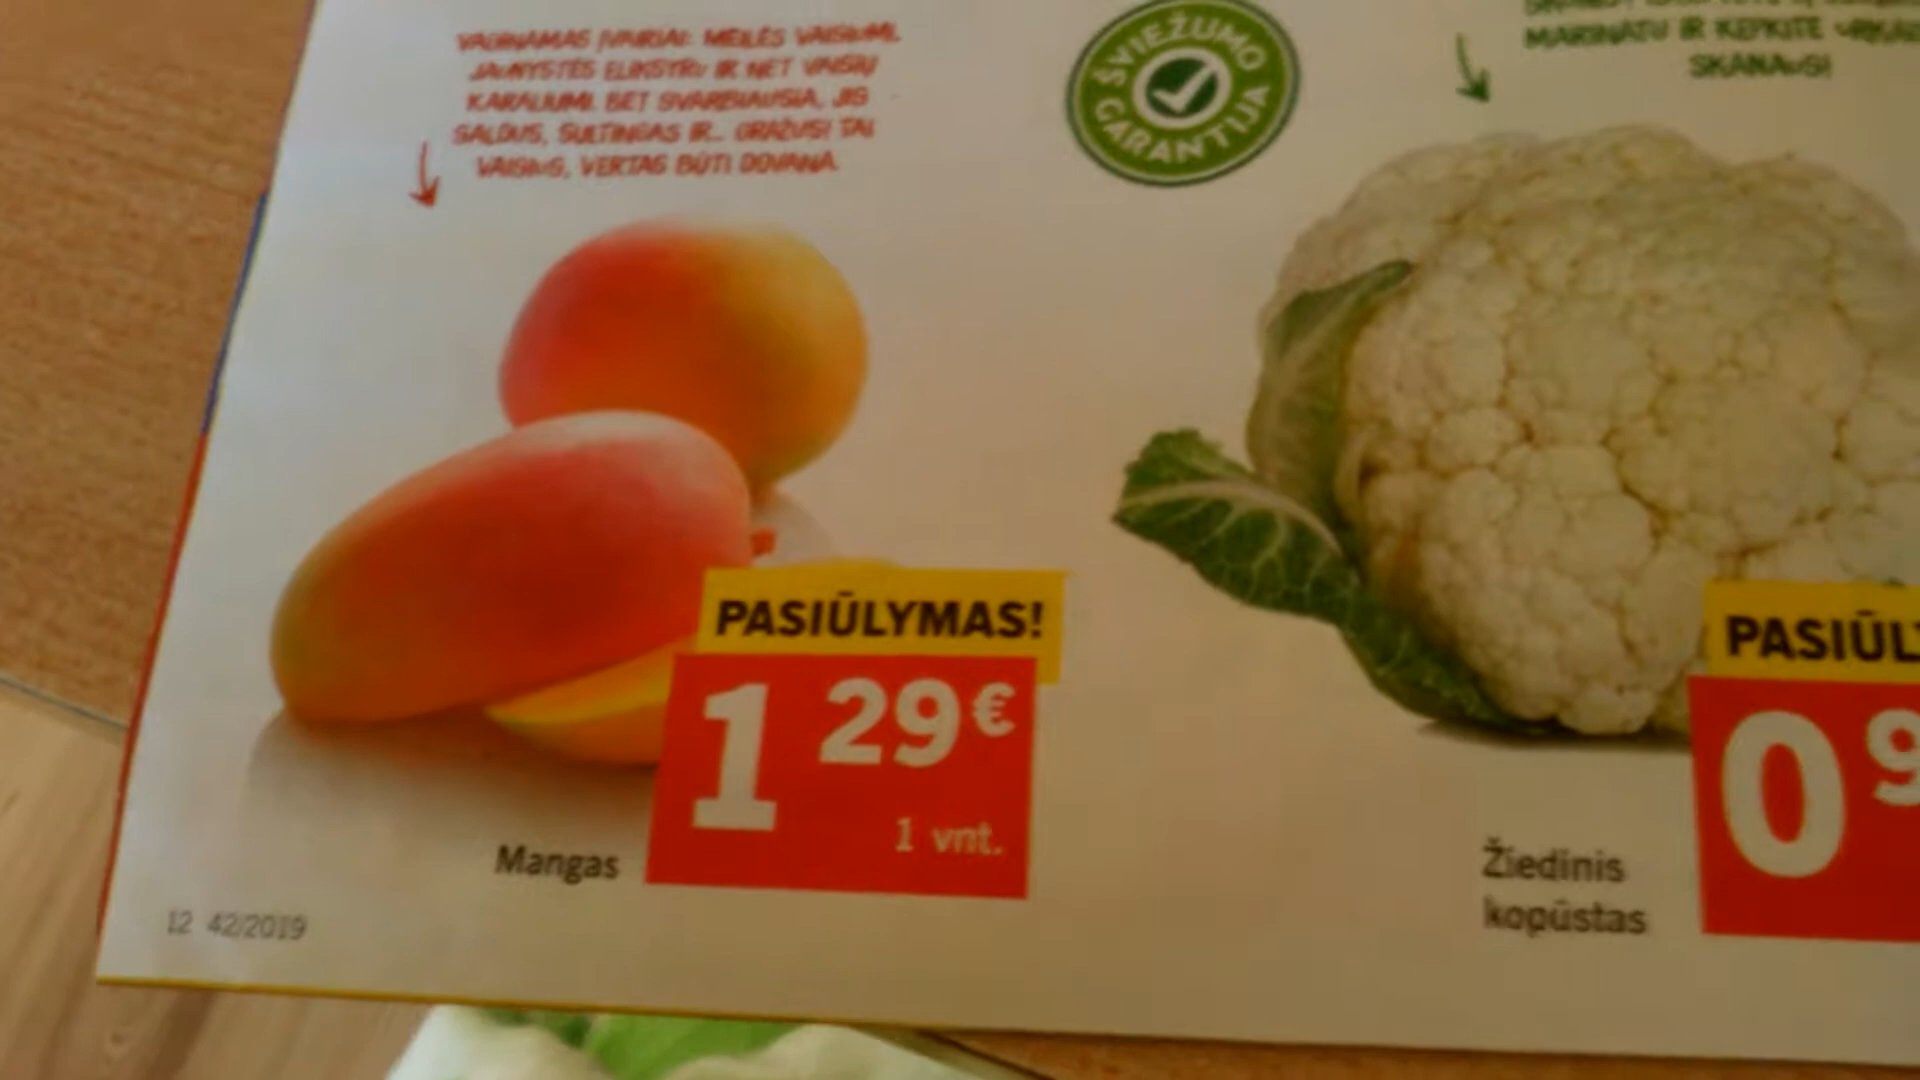 VADINAMAS ĮVAIRIAI: MEILĖS VAISIUMI,
JAUNYSTĖS ELIKSYRU IR NET VAISIŲ
KARALIUMI. BET SVARBIAUSIA, JIS
SALDUS, SULTINGAS IR... GRAŽUS! TAI
VAISIUS, VERTAS BŪTI DOVANA.
ŠVIEŽUMO
GARANTIJA
MARINATU IR KEPKITE
SKANAUS!
PASIŪLYMAS!
1 29 €
1 vnt.
Mangas
PASIŪL
0 9
Žiedinis
kopūstas
12 42/2019